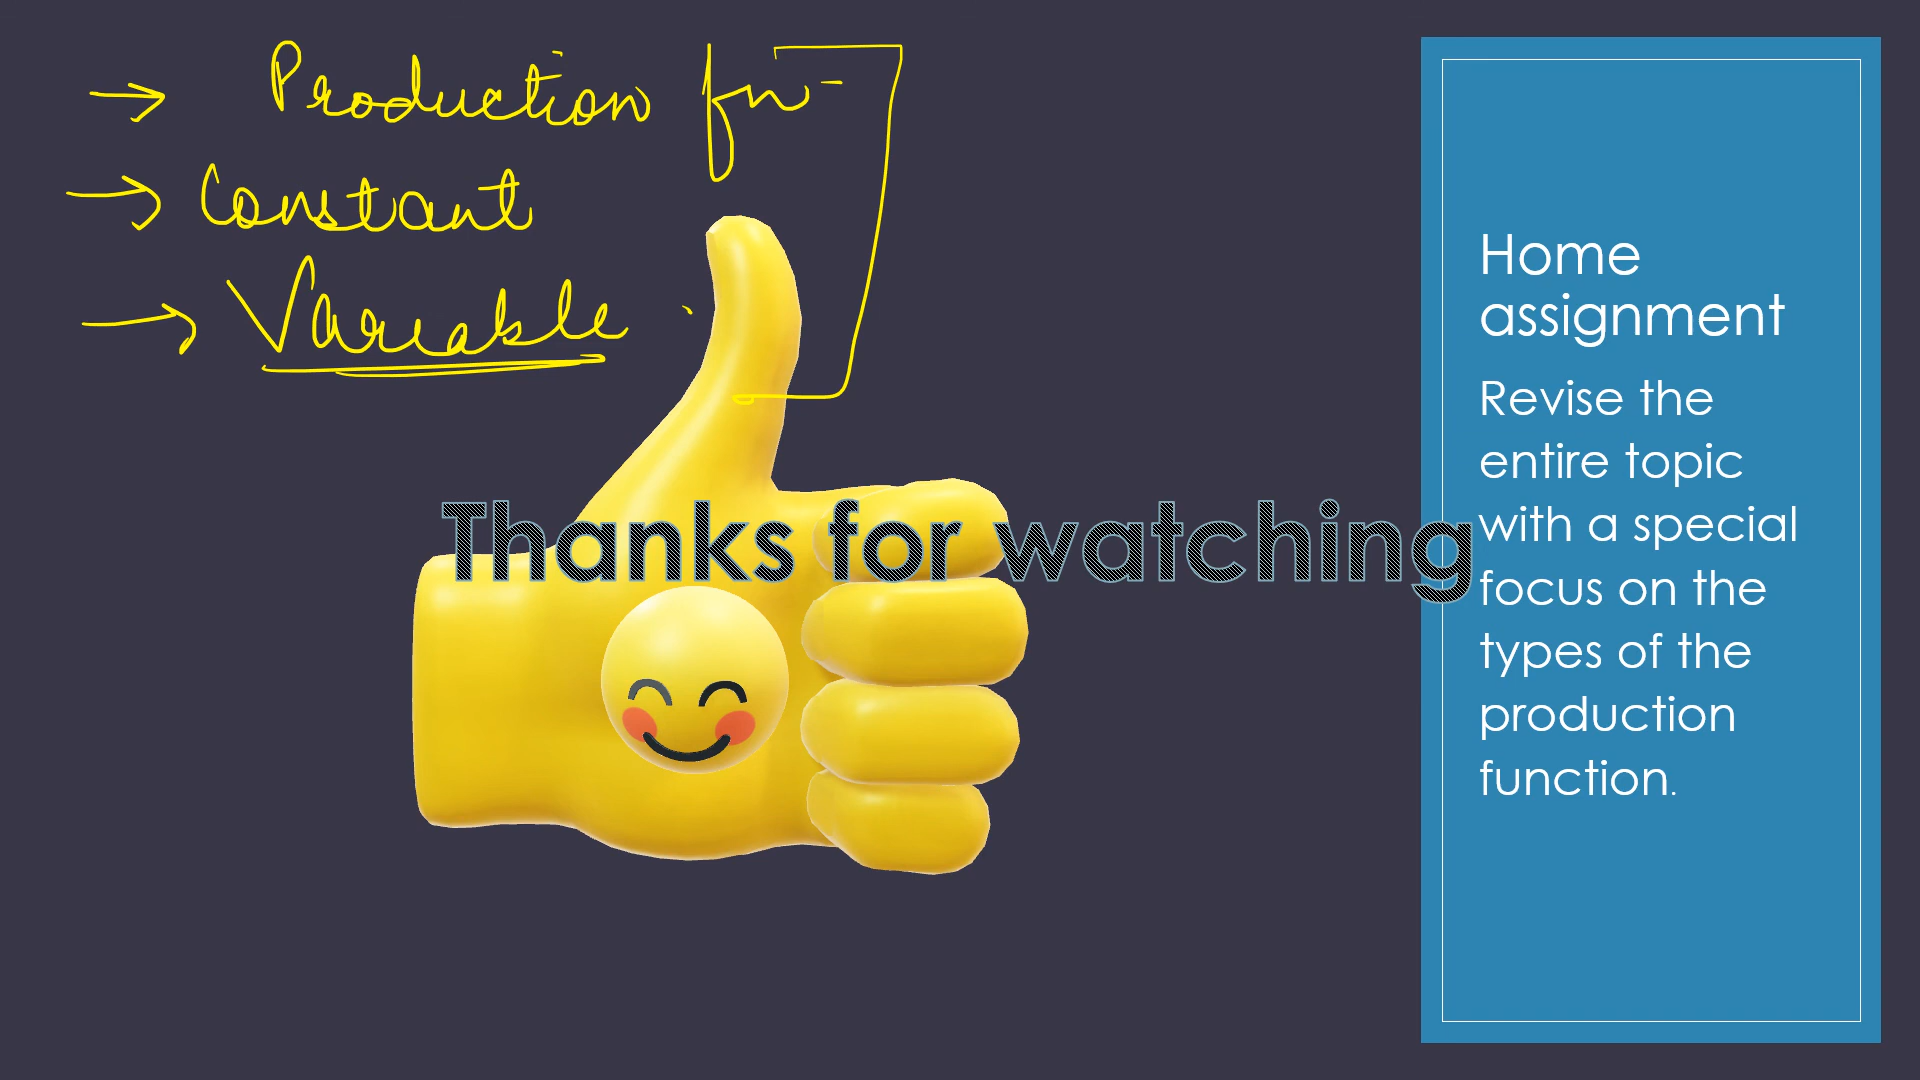 → Production fn-
→ Constant
→ Variable
Thanks for watching
Home
assignment
Revise the
entire topic
with a special
focus on the
types of the
production
function.